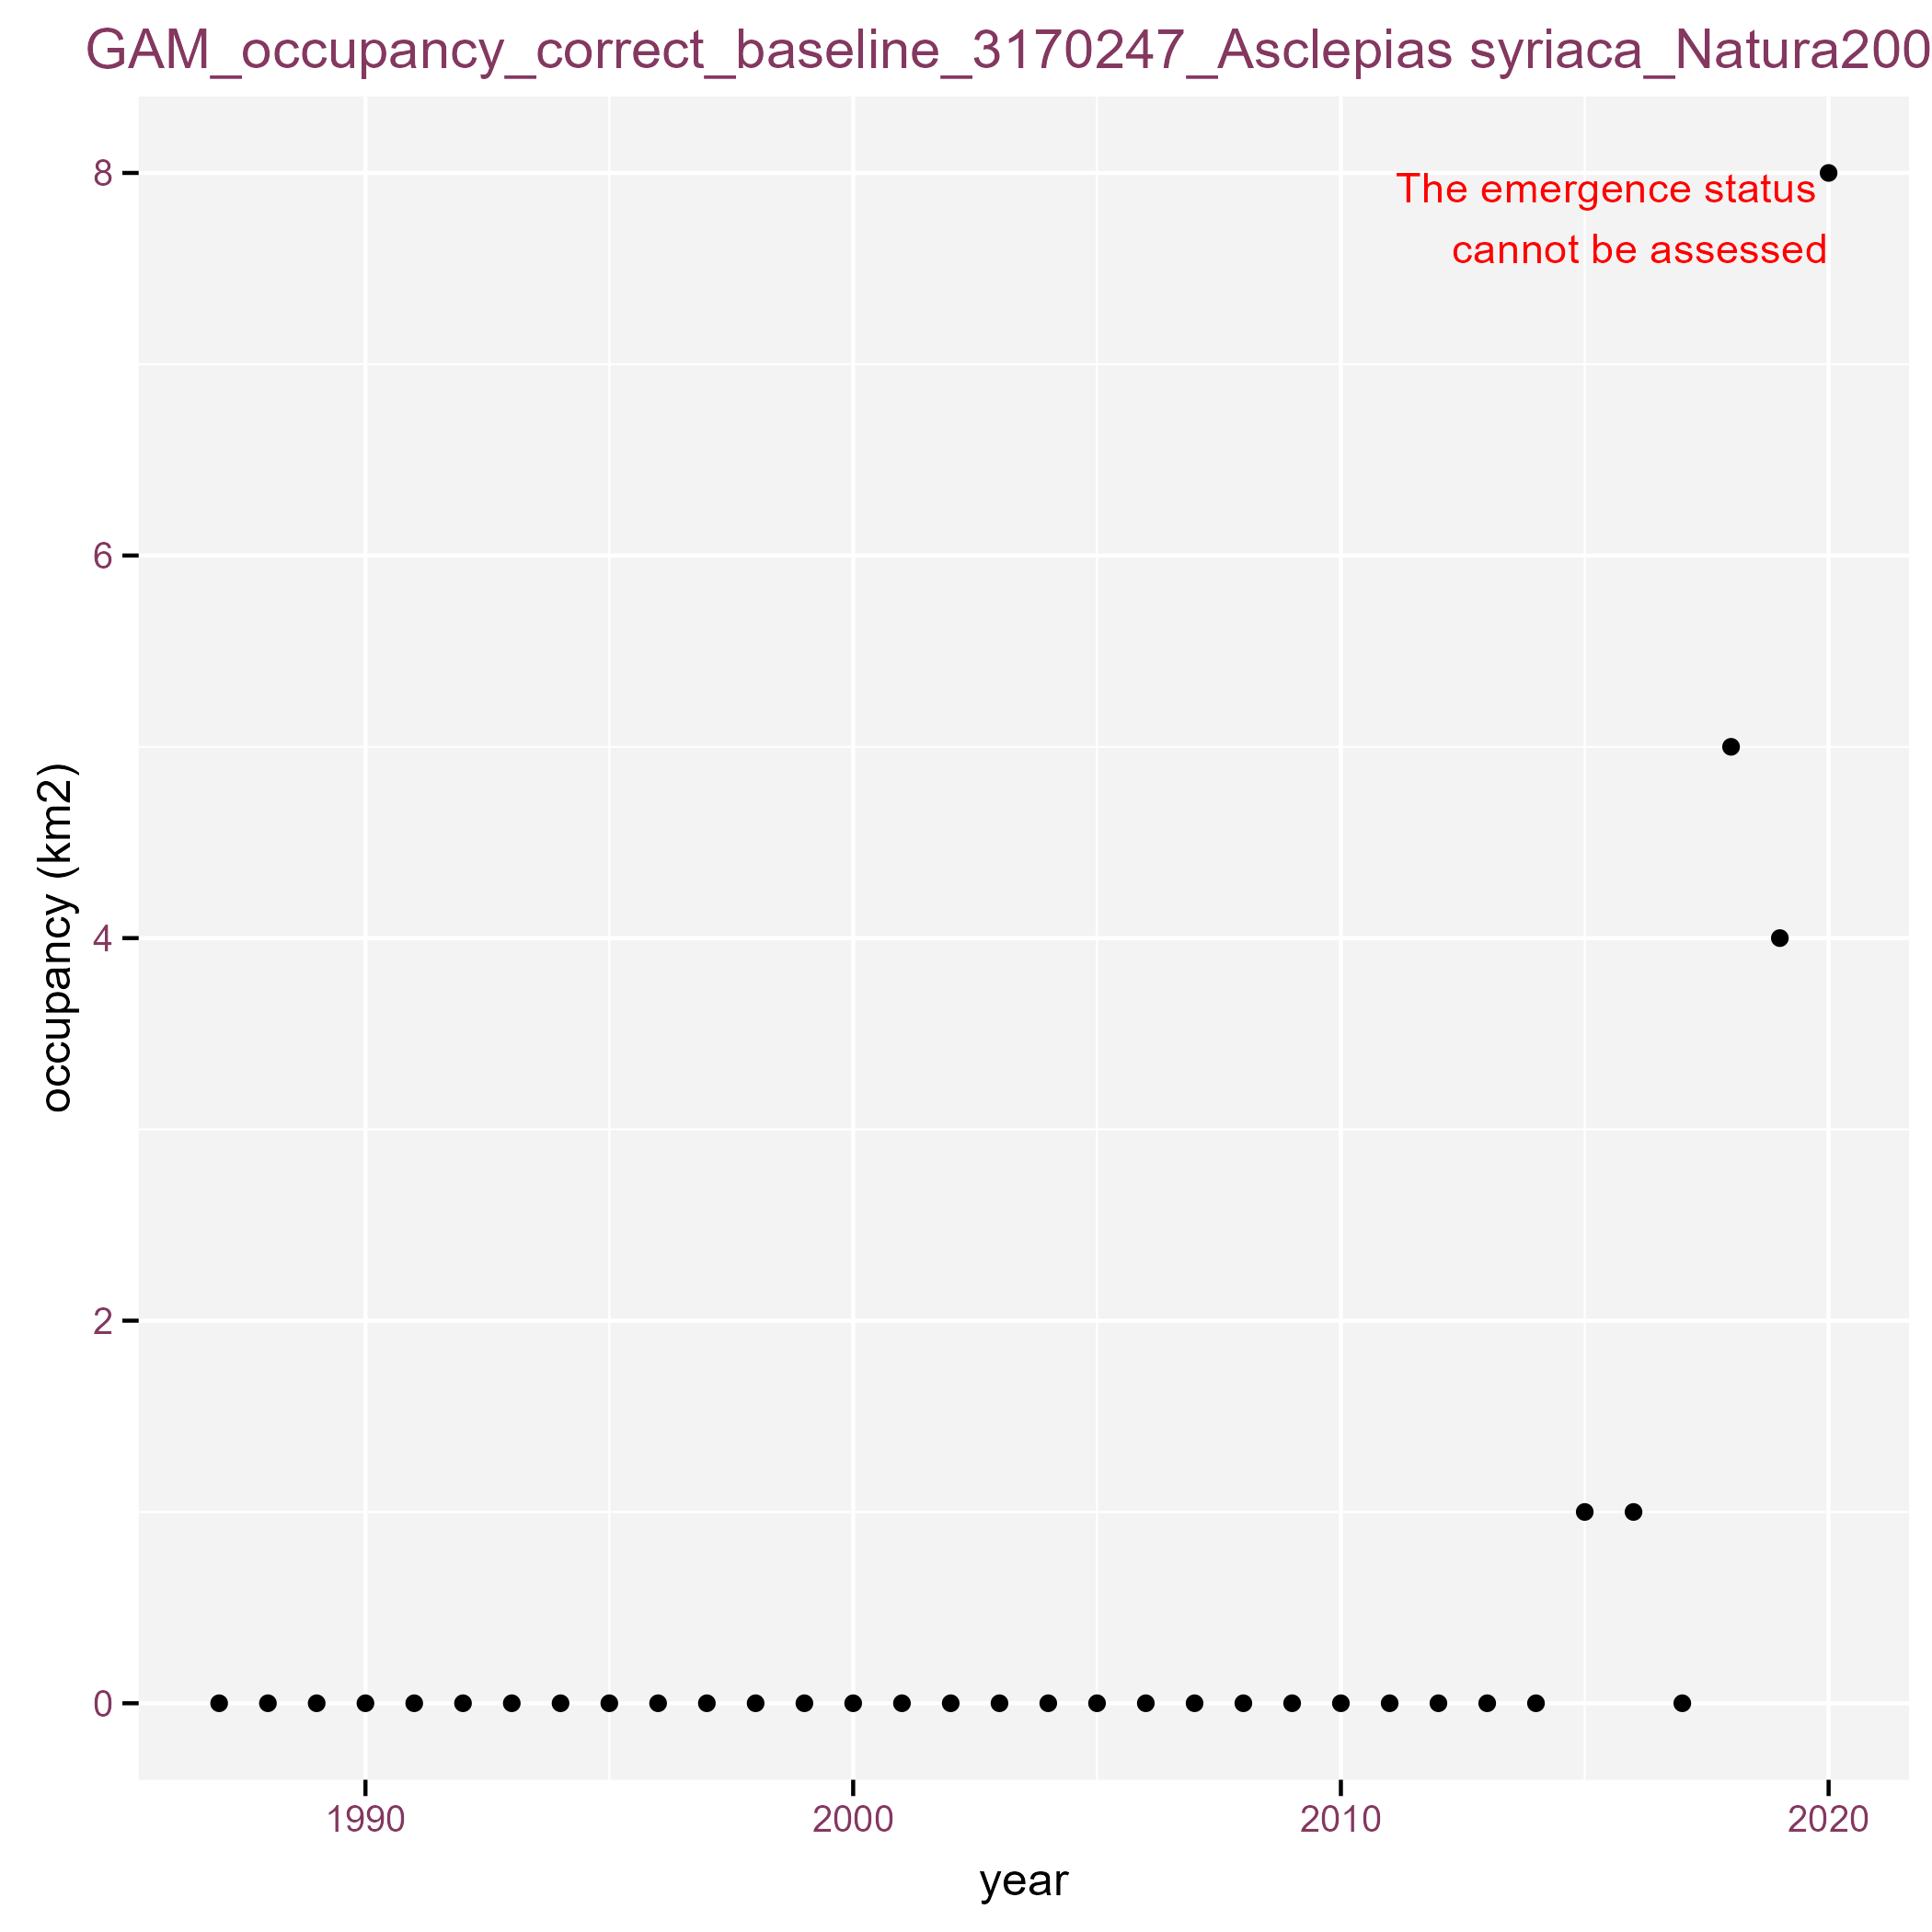 GAM_occupancy_correct_baseline_3170247_Asclepias syriaca_Natura200
8
The emergence status
cannot be assessed
6
occupancy (km2)
4
2
0
1990 2000 2010 2020
year